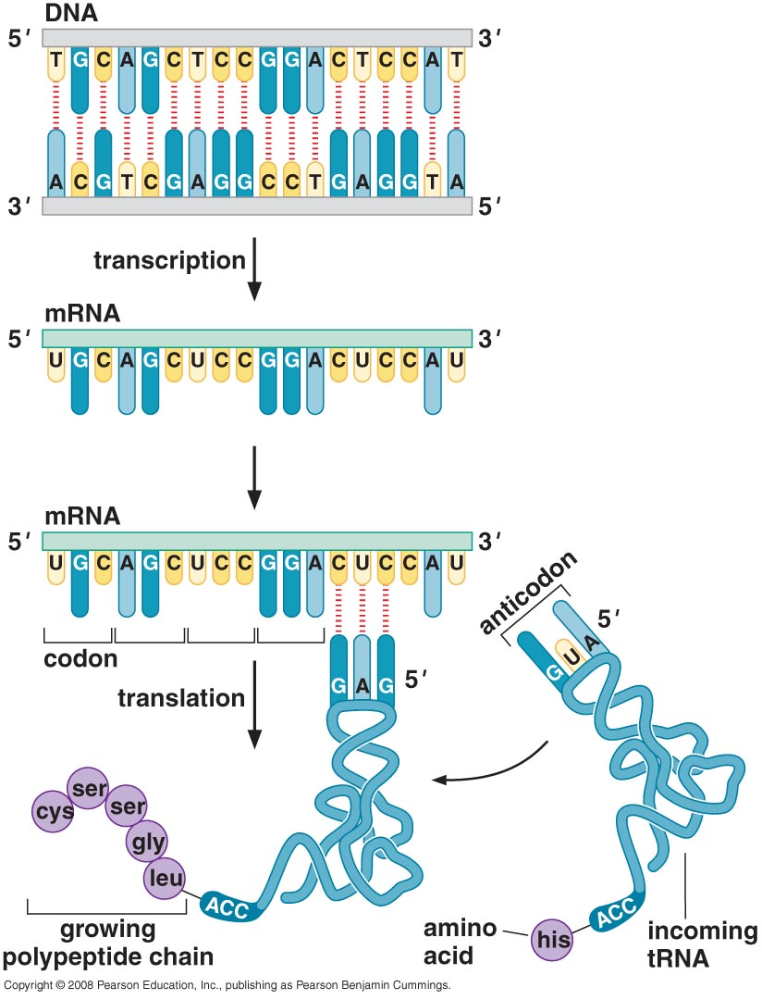 DNA
5′ 3′
T G C A G C T C C G G A C T C C A T
A C G T C G A G G C C T G A G G T A
3′ 5′
transcription
mRNA
5′ 3′
U G C A G C U C C G G A C U C C A U
mRNA
5′ 3′
U G C A G C U C C G G A C U C C A U
anticodon
5′
G U A
codon
G A G 5′
translation
cys ser ser gly leu
ACC
growing
polypeptide chain
ACC
his
amino
acid
incoming
tRNA
Copyright © 2008 Pearson Education, Inc., publishing as Pearson Benjamin Cummings.